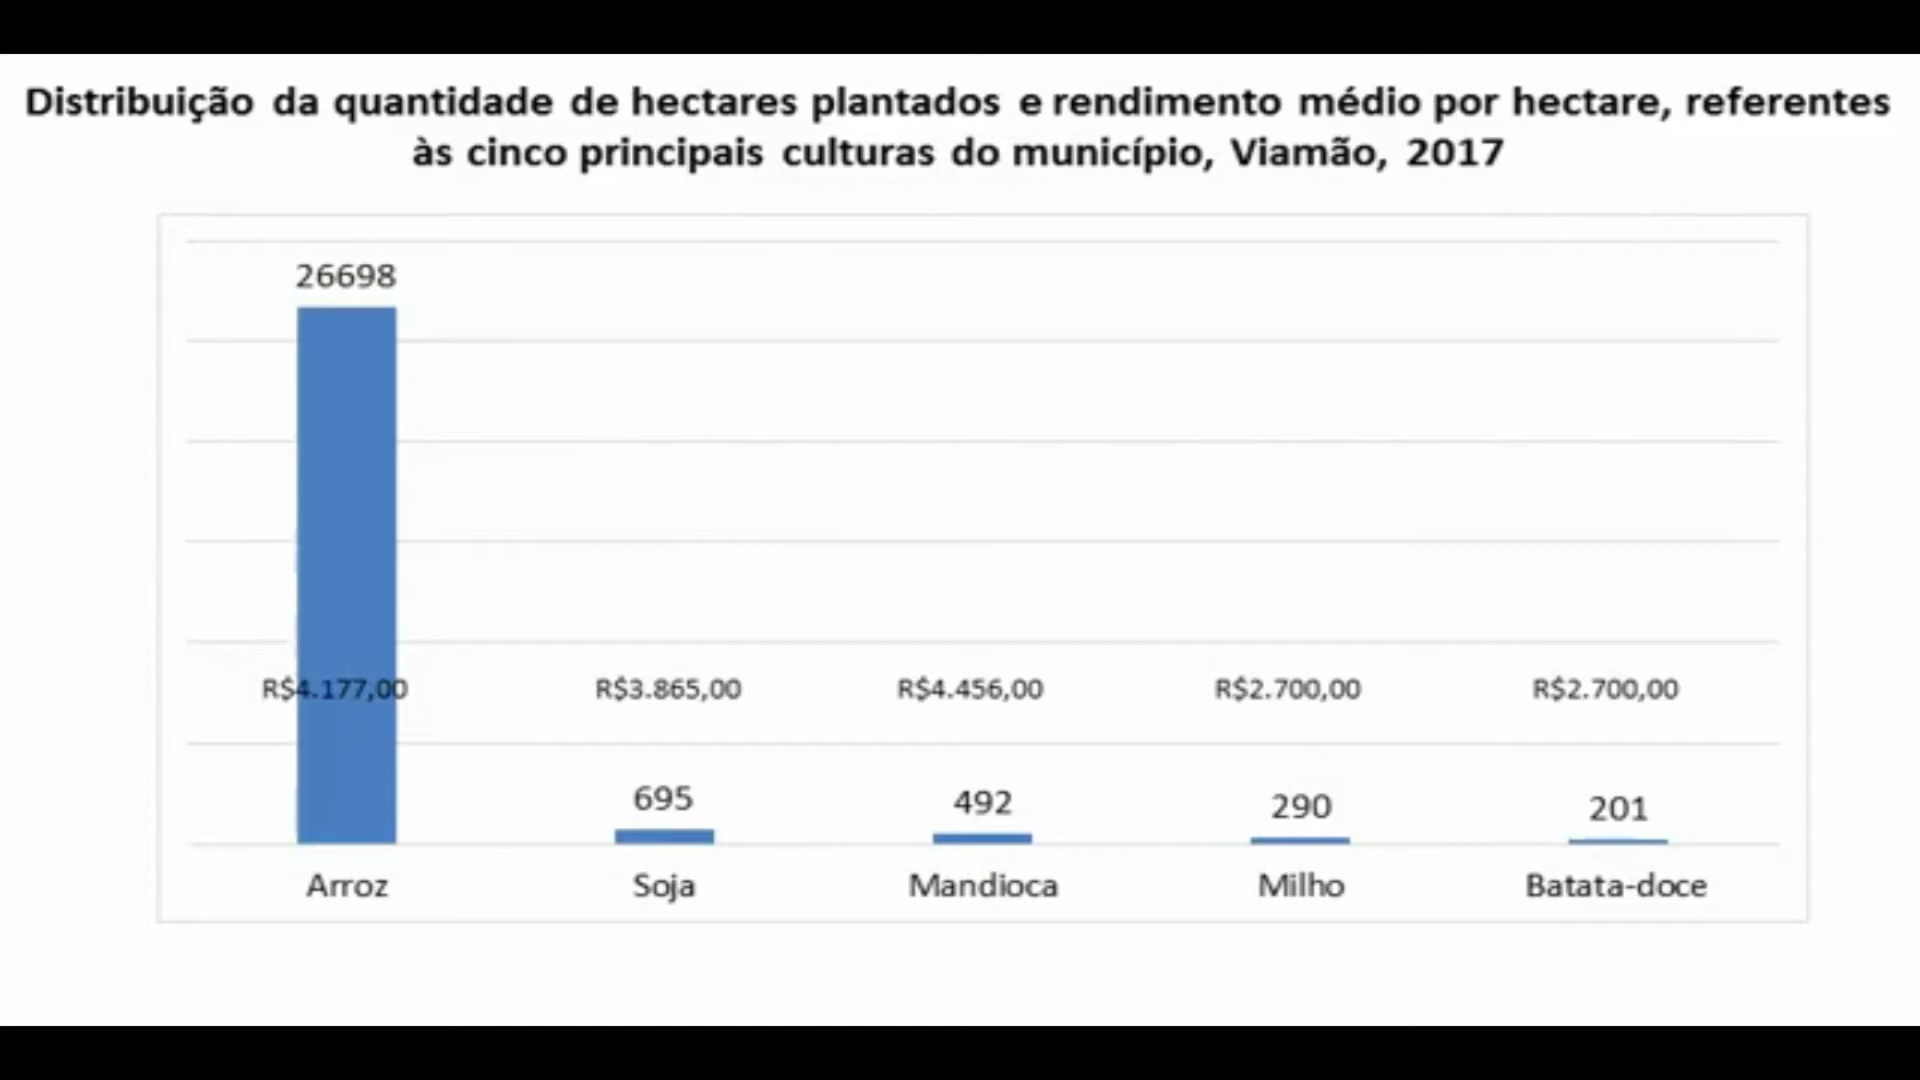 Distribuição da quantidade de hectares plantados e rendimento médio por hectare, referentes
às cinco principais culturas do município, Viamão, 2017
26698
R$4.177,00 R$3.865,00 R$4.456,00 R$2.700,00 R$2.700,00
695 492 290 201
Arroz Soja Mandioca Milho Batata-doce